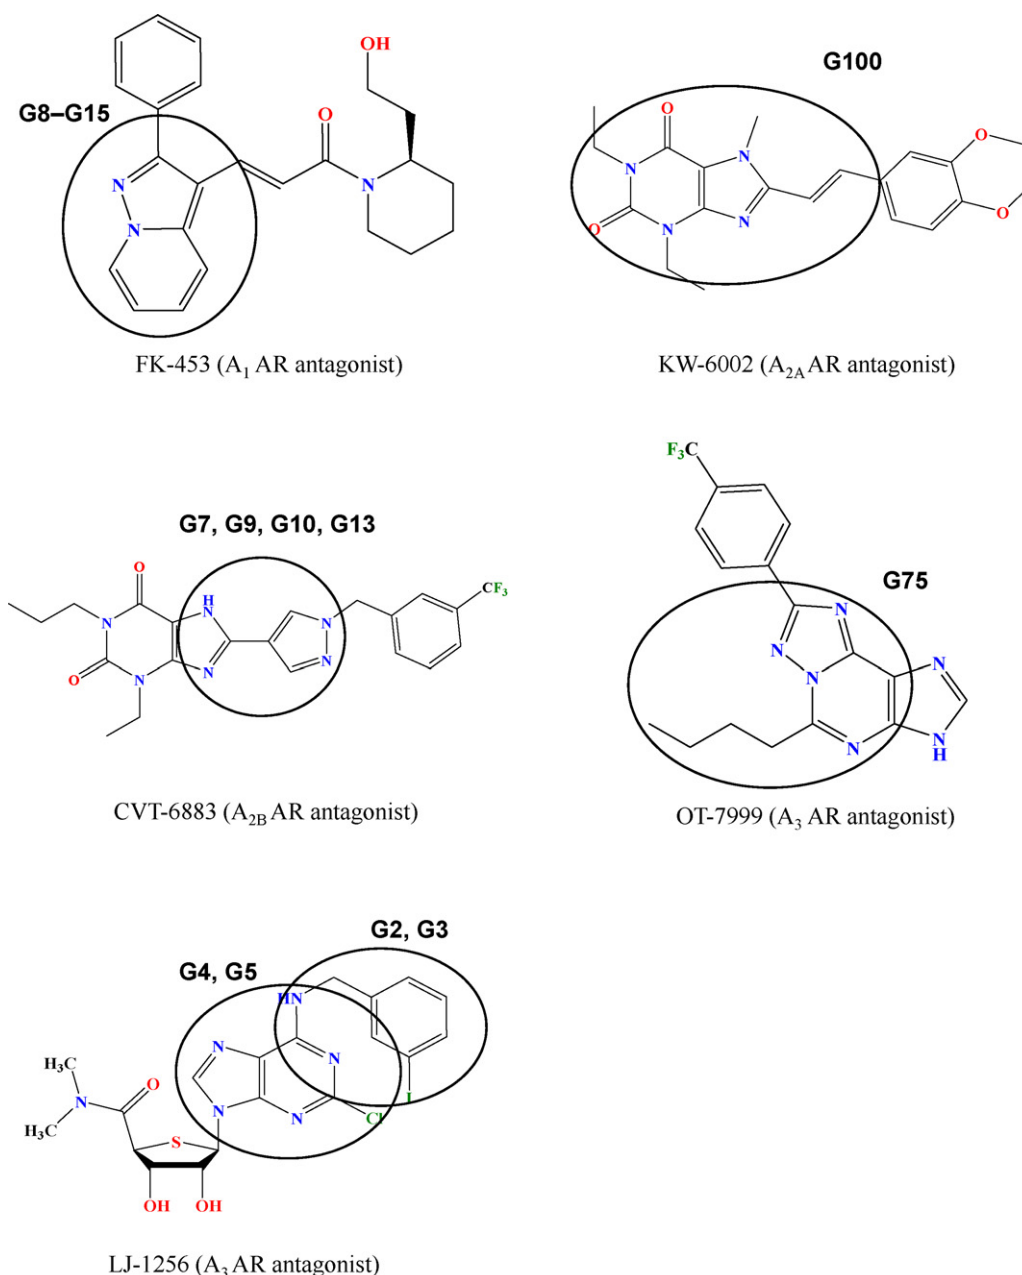 OH
G8–G15
O
N
N
N
FK-453 (A1 AR antagonist)
G100
O
N
N
O
N
N
O
O
KW-6002 (A2A AR antagonist)
G7, G9, G10, G13
O
H
N
N
O
N
N
N
N
CF3
CVT-6883 (A2B AR antagonist)
F3C
G75
N
N
N
N
N
N
H
OT-7999 (A3 AR antagonist)
G2, G3
G4, G5
HN
N
N
N
N
I
Cl
H3C
N
H3C
O
S
OH
OH
LJ-1256 (A3 AR antagonist)